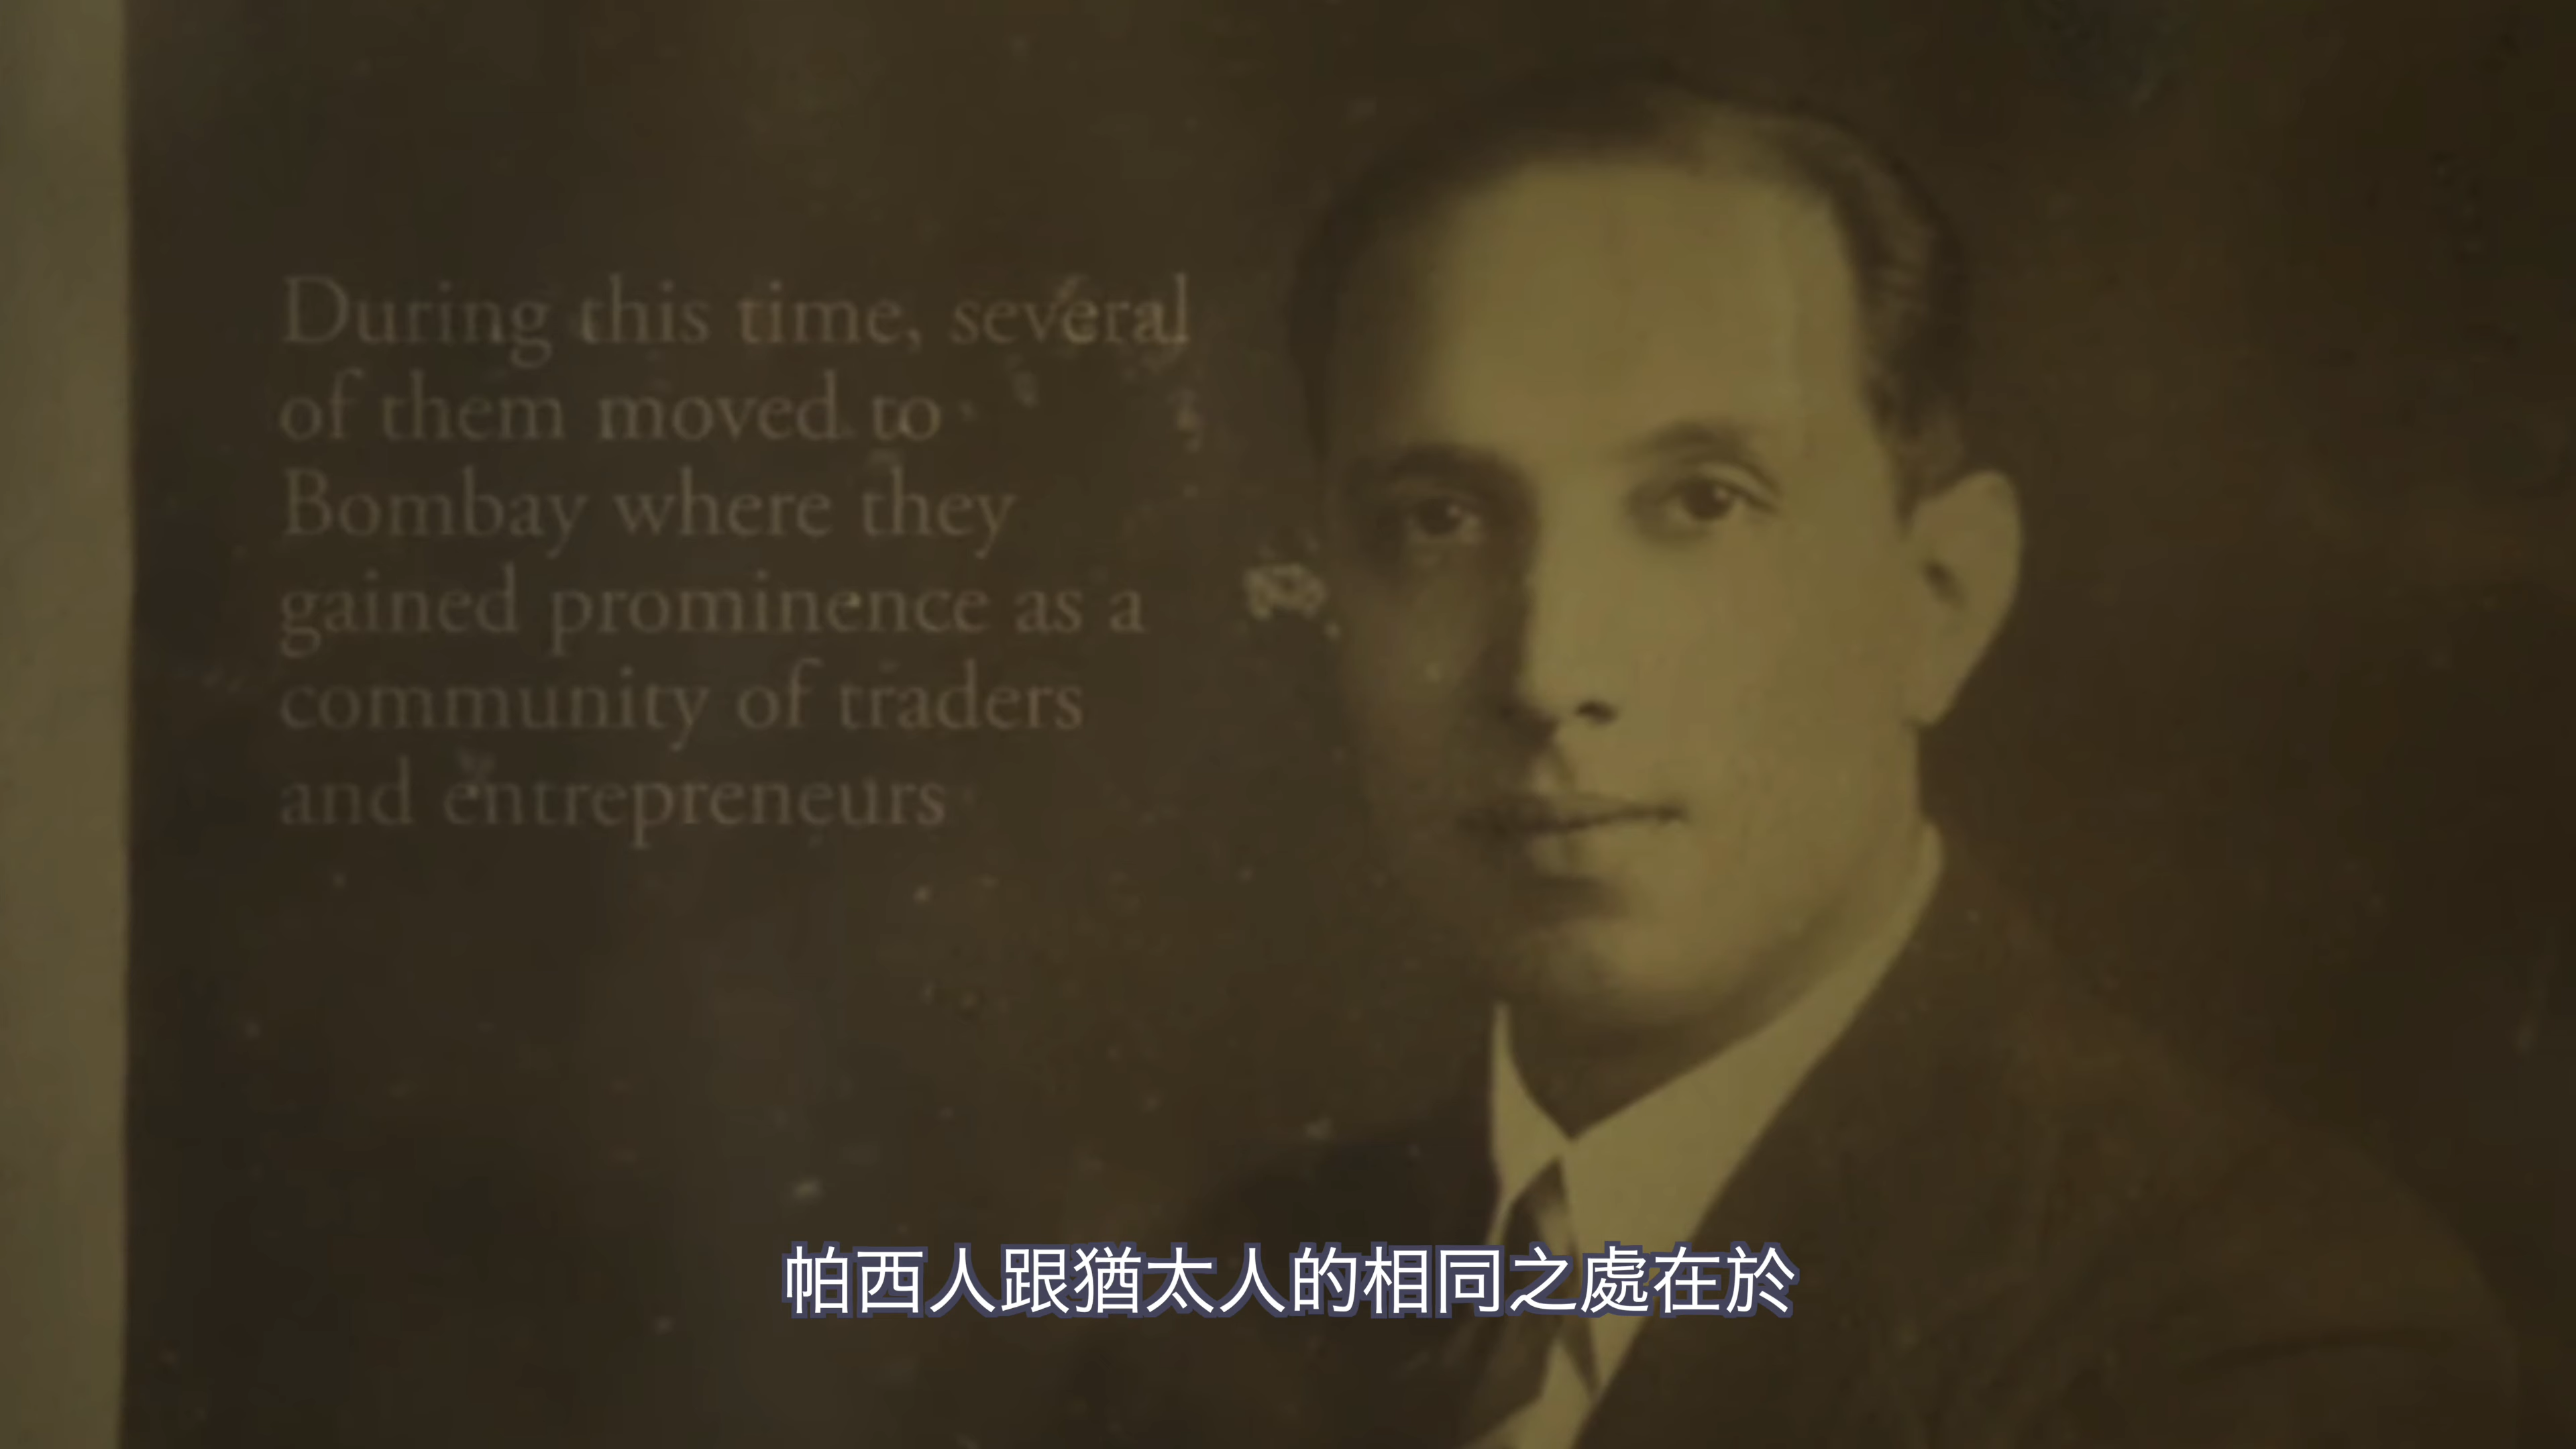 During this time, several
of them moved to
Bombay where they
gained prominence as a
community of traders
and entrepreneurs
帕西人跟猶太人的相同之處在於